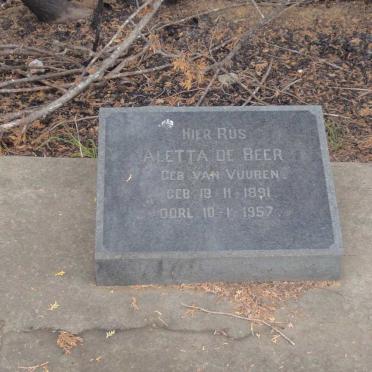 HIER RUS
ALETTA DE BEER
GEB VAN VUUREN
GEB 19-11-1891
OORL 10-1-1957